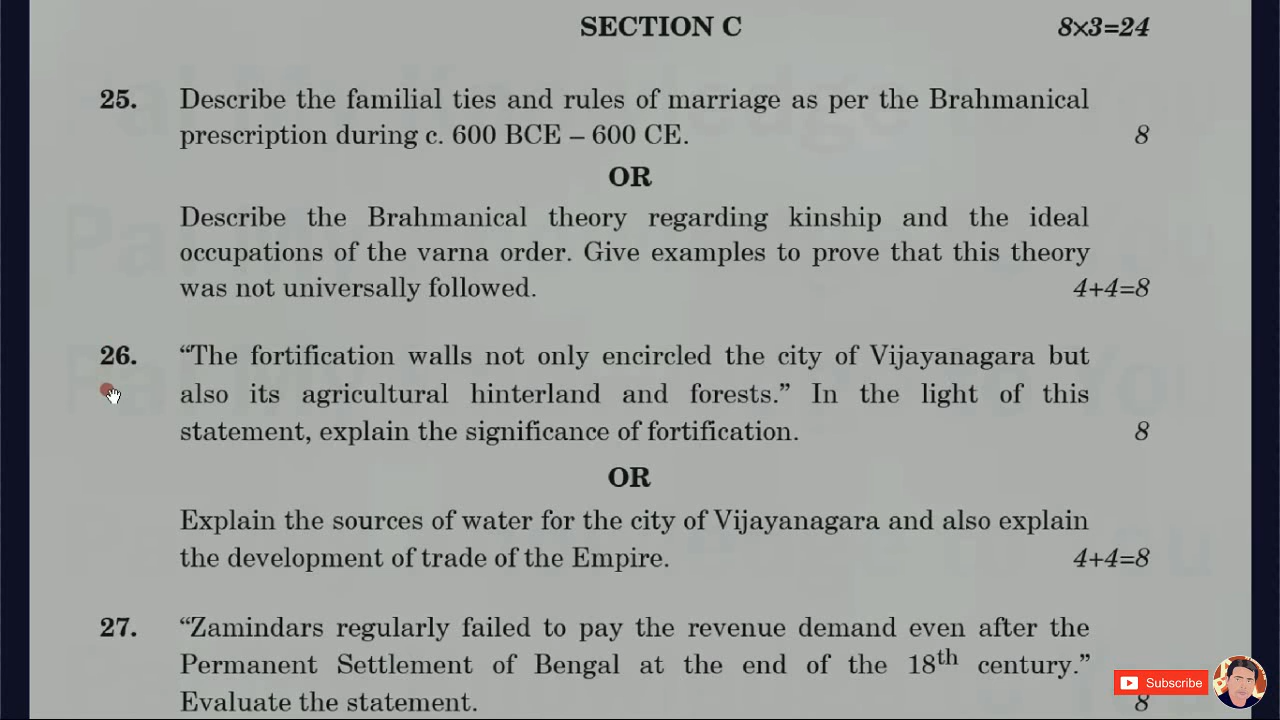 SECTION C 8×3=24
25. Describe the familial ties and rules of marriage as per the Brahmanical
prescription during c. 600 BCE – 600 CE. 8
OR
Describe the Brahmanical theory regarding kinship and the ideal
occupations of the varna order. Give examples to prove that this theory
was not universally followed. 4+4=8
26. “The fortification walls not only encircled the city of Vijayanagara but
also its agricultural hinterland and forests.” In the light of this
statement, explain the significance of fortification. 8
OR
Explain the sources of water for the city of Vijayanagara and also explain
the development of trade of the Empire. 4+4=8
27. “Zamindars regularly failed to pay the revenue demand even after the
Permanent Settlement of Bengal at the end of the 18th century.”
Evaluate the statement. 8
Subscribe